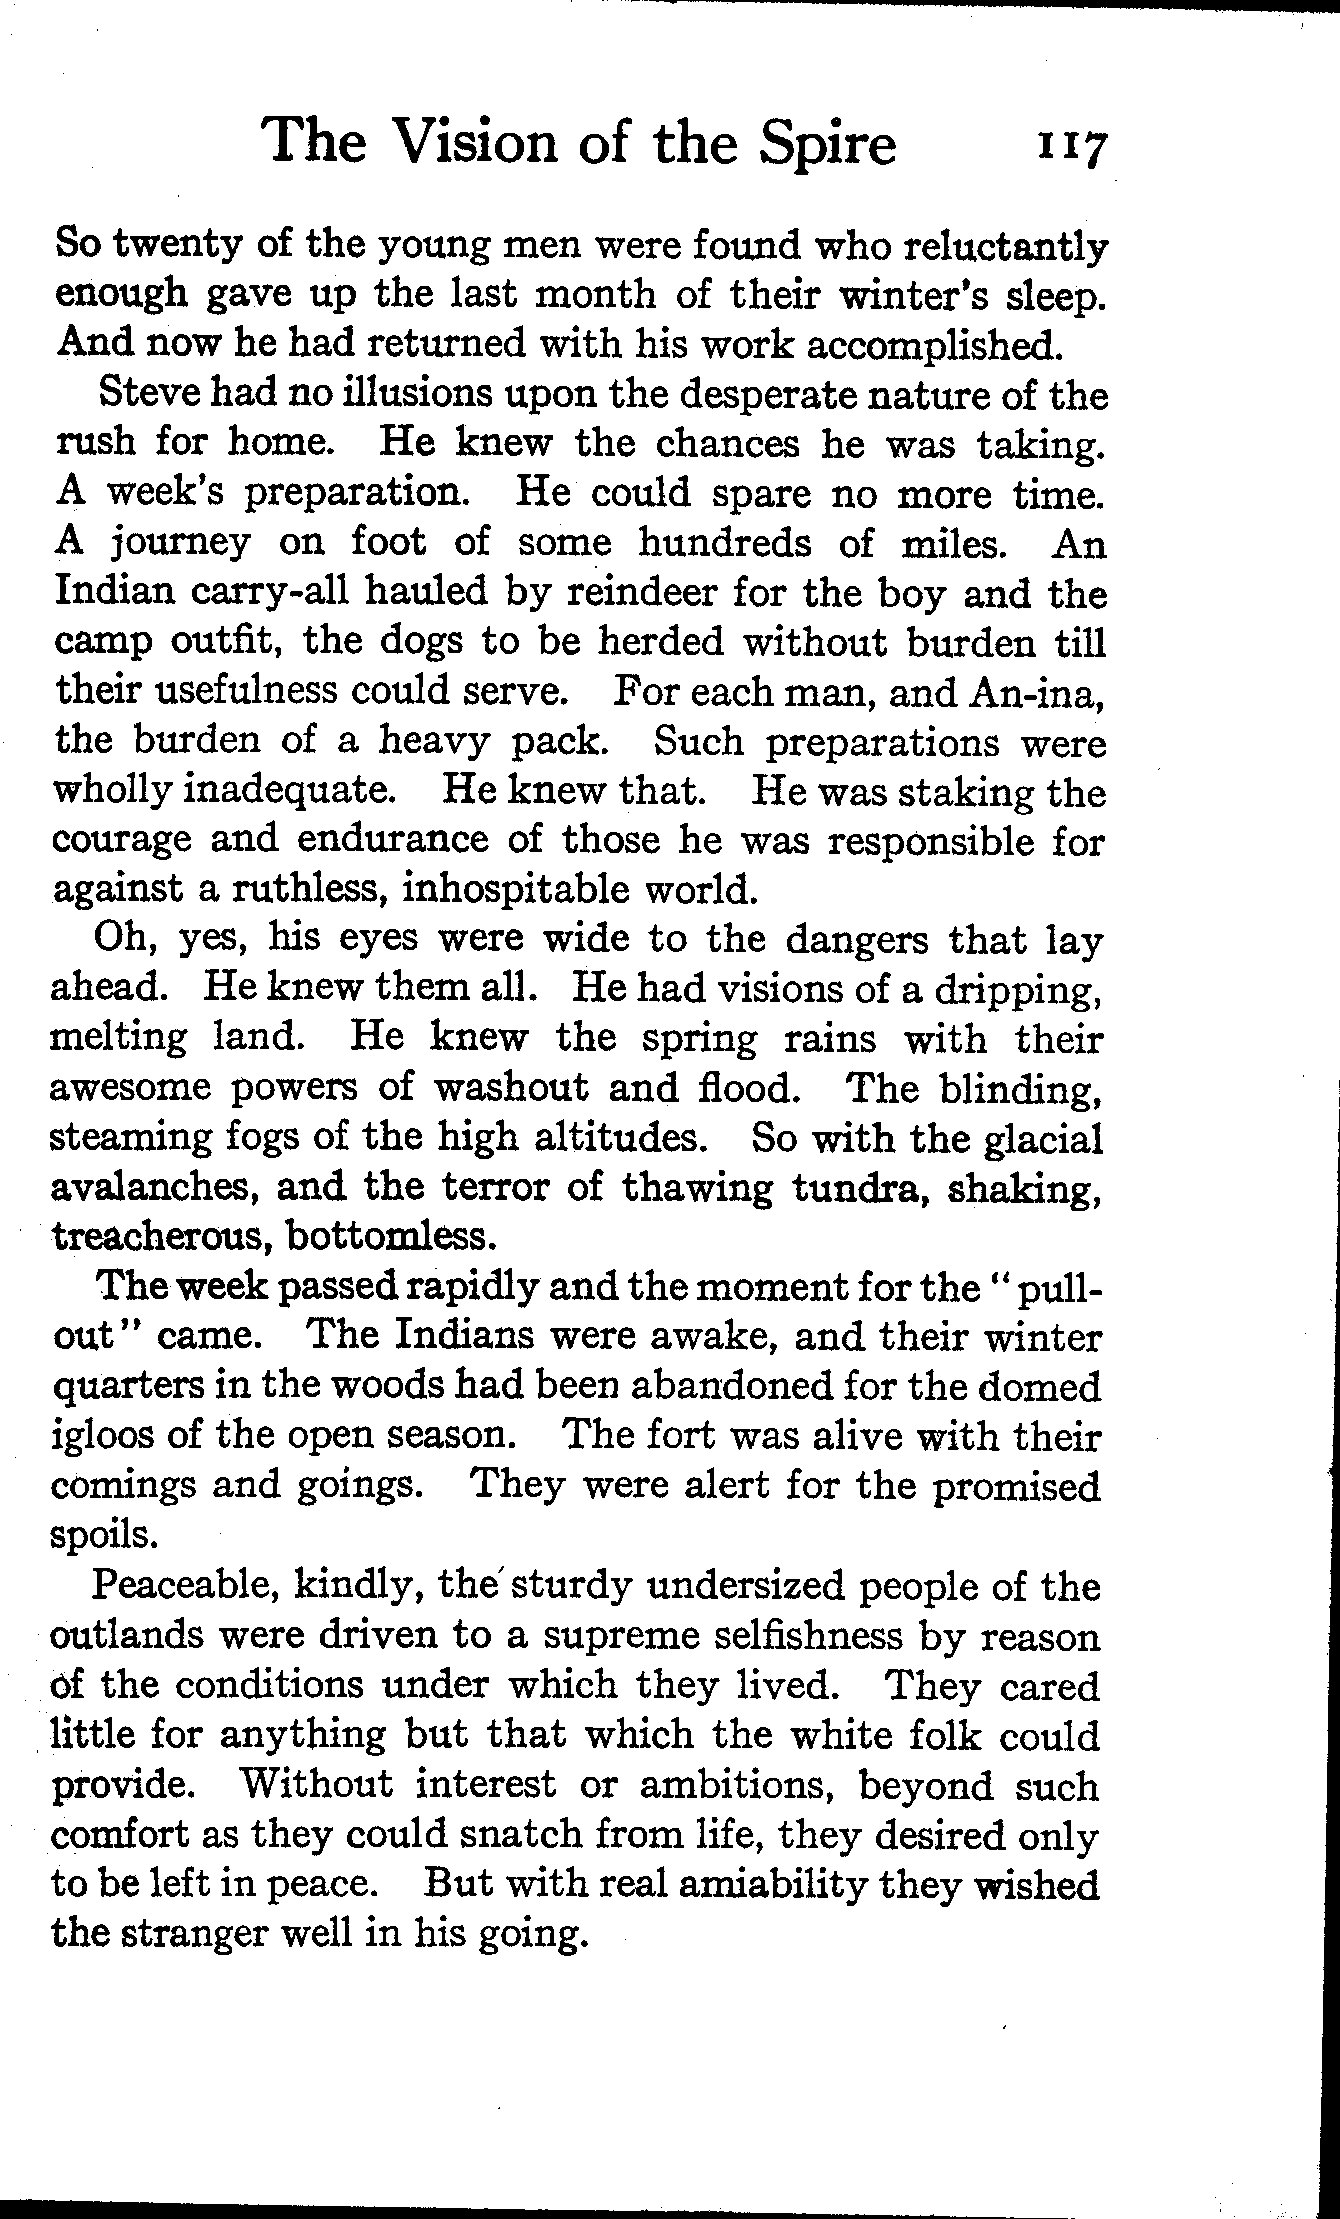 The Vision of the Spire 117
So twenty of the young men were found who reluctantly
enough gave up the last month of their winter's sleep.
And now he had returned with his work accomplished.
Steve had no illusions upon the desperate nature of the
rush for home. He knew the chances he was taking.
A week's preparation. He could spare no more time.
A journey on foot of some hundreds of miles. An
Indian carry-all hauled by reindeer for the boy and the
camp outfit, the dogs to be herded without burden till
their usefulness could serve. For each man, and An-ina,
the burden of a heavy pack. Such preparations were
wholly inadequate. He knew that. He was staking the
courage and endurance of those he was responsible for
against a ruthless, inhospitable world.
Oh, yes, his eyes were wide to the dangers that lay
ahead. He knew them all. He had visions of a dripping,
melting land. He knew the spring rains with their
awesome powers of washout and flood. The blinding,
steaming fogs of the high altitudes. So with the glacial
avalanches, and the terror of thawing tundra, shaking,
treacherous, bottomless.
The week passed rapidly and the moment for the "pull-
out" came. The Indians were awake, and their winter
quarters in the woods had been abandoned for the domed
igloos of the open season. The fort was alive with their
comings and goings. They were alert for the promised
spoils.
Peaceable, kindly, the sturdy undersized people of the
outlands were driven to a supreme selfishness by reason
of the conditions under which they lived. They cared
little for anything but that which the white folk could
provide. Without interest or ambitions, beyond such
comfort as they could snatch from life, they desired only
to be left in peace. But with real amiability they wished
the stranger well in his going.